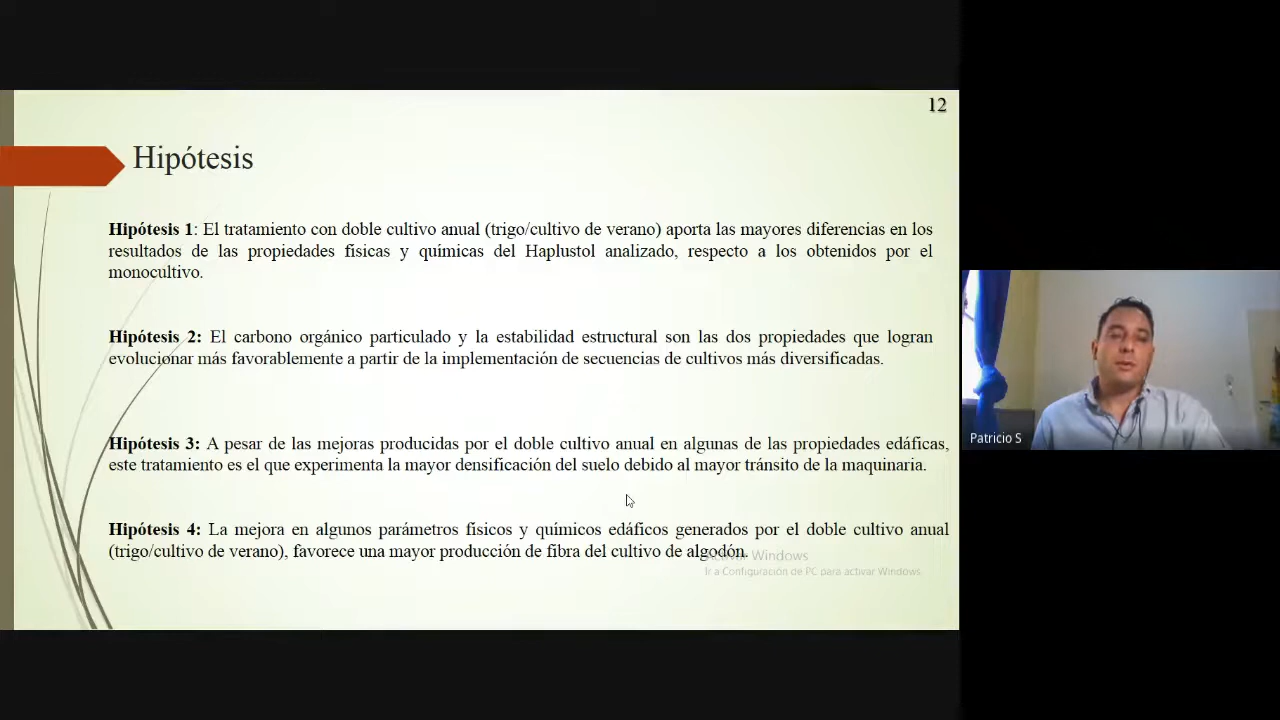 12
Hipótesis
Hipótesis 1: El tratamiento con doble cultivo anual (trigo/cultivo de verano) aporta las mayores diferencias en los
resultados de las propiedades físicas y químicas del Haplustol analizado, respecto a los obtenidos por el
monocultivo.
Hipótesis 2: El carbono orgánico particulado y la estabilidad estructural son las dos propiedades que logran
evolucionar más favorablemente a partir de la implementación de secuencias de cultivos más diversificadas.
Hipótesis 3: A pesar de las mejoras producidas por el doble cultivo anual en algunas de las propiedades edáficas,
este tratamiento es el que experimenta la mayor densificación del suelo debido al mayor tránsito de la maquinaria.
Hipótesis 4: La mejora en algunos parámetros físicos y químicos edáficos generados por el doble cultivo anual
(trigo/cultivo de verano), favorece una mayor producción de fibra del cultivo de algodón.
Activar Windows
Ir a Configuración de PC para activar Windows.
Patricio S